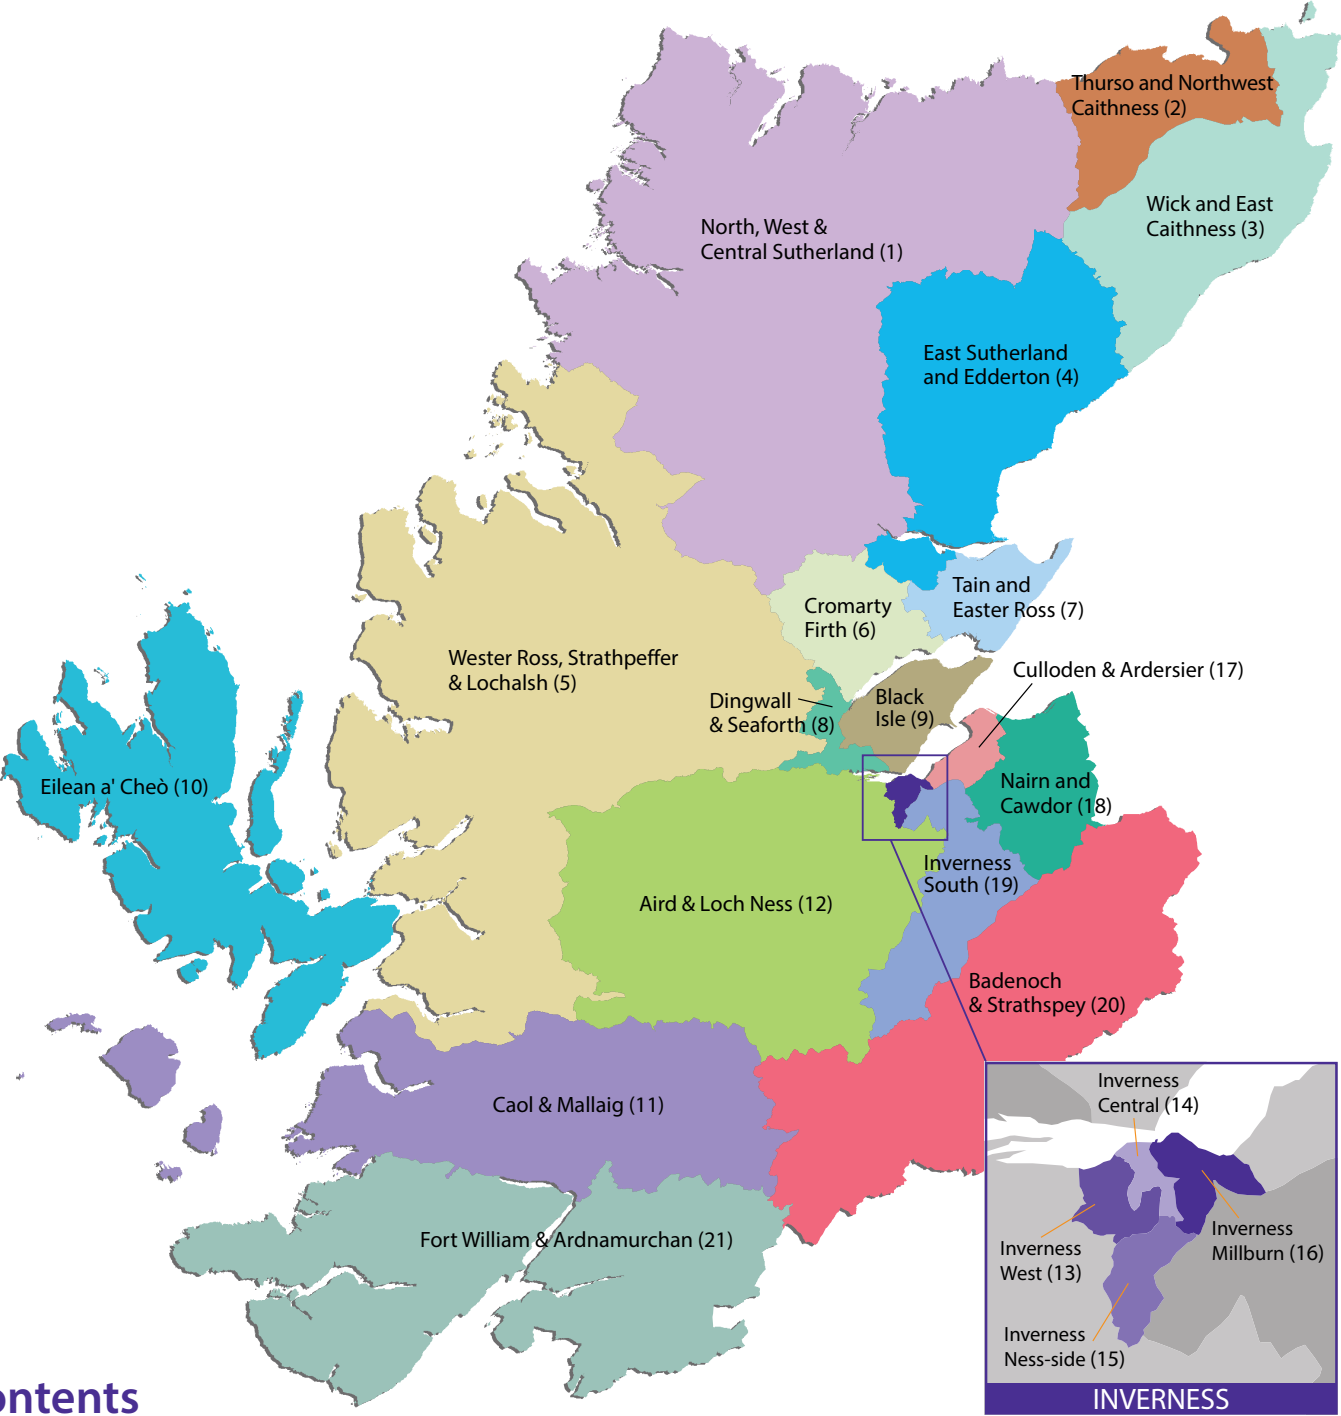 Thurso and Northwest
Caithness (2)
Wick and East
Caithness (3)
North, West &
Central Sutherland (1)
East Sutherland
and Edderton (4)
Tain and
Easter Ross (7)
Cromarty
Firth (6)
Wester Ross, Strathpeffer
& Lochalsh (5)
Culloden & Ardersier (17)
Dingwall
& Seaforth (8)
Black
Isle (9)
Eilean a' Cheò (10)
Nairn and
Cawdor (18)
Inverness
South (19)
Aird & Loch Ness (12)
Badenoch
& Strathspey (20)
Caol & Mallaig (11)
Fort William & Ardnamurchan (21)
Inverness
Central (14)
Inverness
Millburn (16)
Inverness
West (13)
Inverness
Ness-side (15)
INVERNESS
ontents